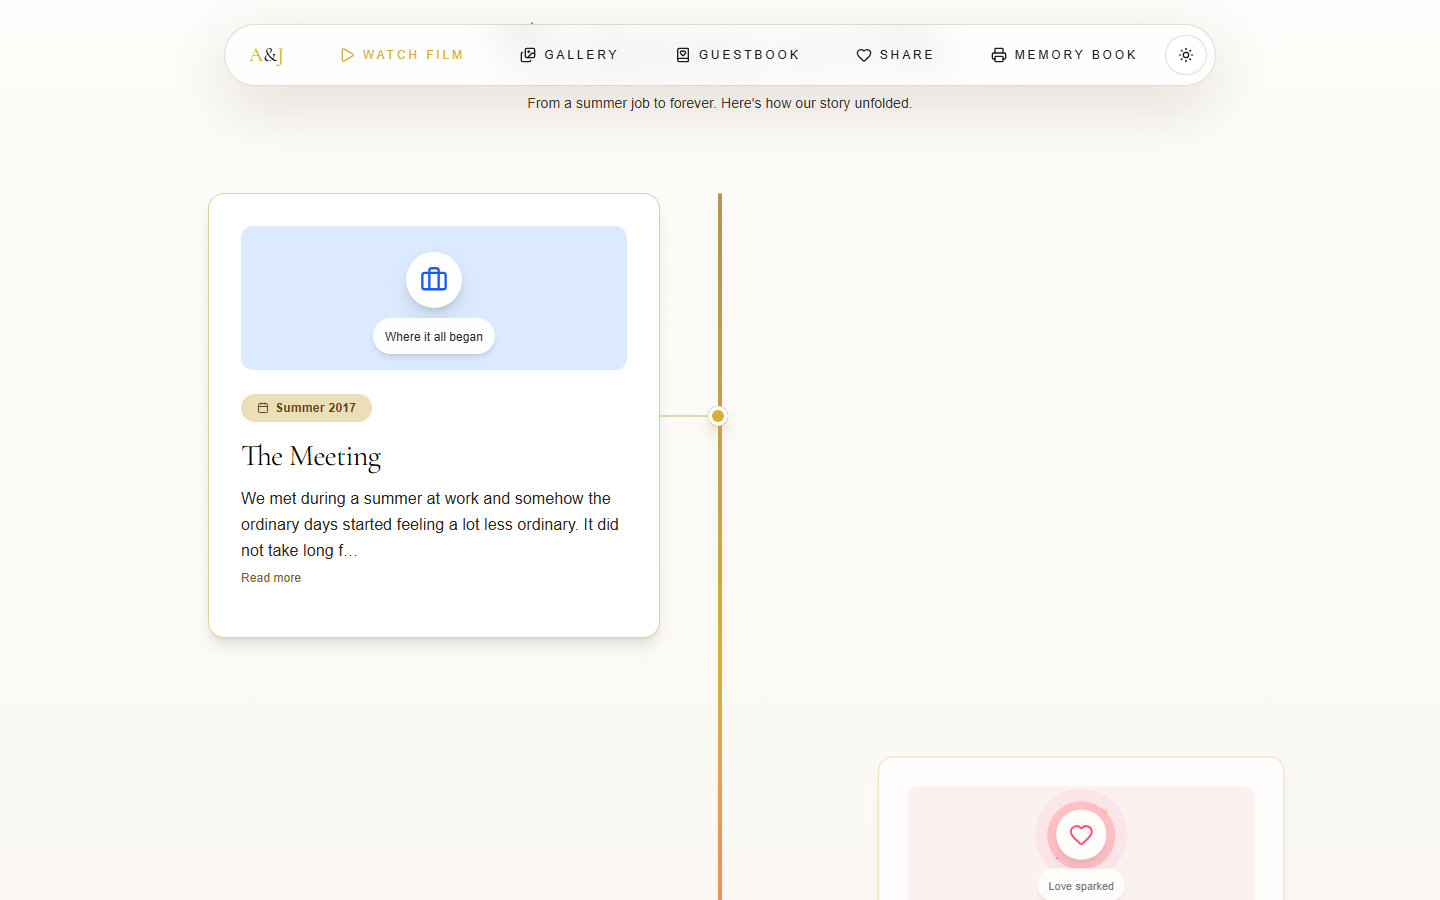 A&J
WATCH FILM
GALLERY
GUESTBOOK
SHARE
MEMORY BOOK
From a summer job to forever. Here's how our story unfolded.
Where it all began
Summer 2017
The Meeting
We met during a summer at work and somehow the
ordinary days started feeling a lot less ordinary. It did
not take long f...
Read more
Love sparked